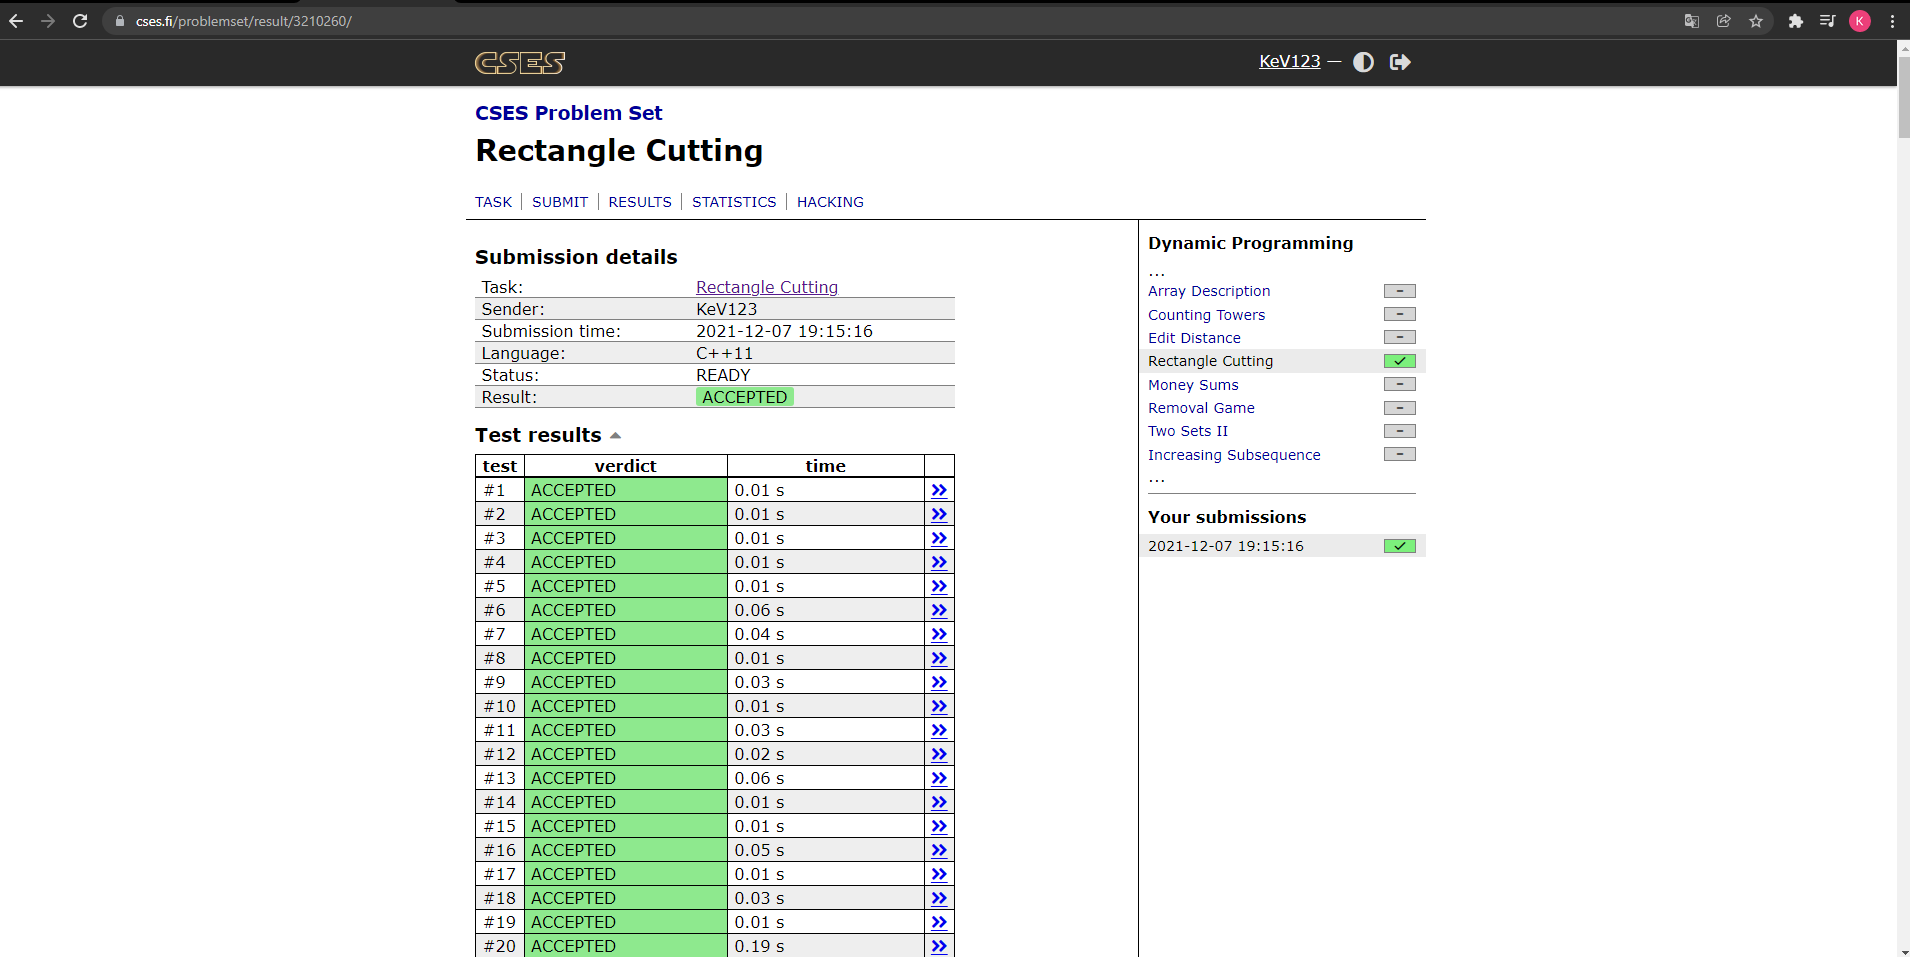 cses.fi/problemset/result/3210260/
K
CSES
KeV123 —
CSES Problem Set
Rectangle Cutting
TASK | SUBMIT | RESULTS | STATISTICS | HACKING
Submission details
Task: Rectangle Cutting
Sender: KeV123
Submission time: 2021-12-07 19:15:16
Language: C++11
Status: READY
Result: ACCEPTED
Test results
test verdict time
#1 ACCEPTED 0.01 s »
#2 ACCEPTED 0.01 s »
#3 ACCEPTED 0.01 s »
#4 ACCEPTED 0.01 s »
#5 ACCEPTED 0.01 s »
#6 ACCEPTED 0.06 s »
#7 ACCEPTED 0.04 s »
#8 ACCEPTED 0.01 s »
#9 ACCEPTED 0.03 s »
#10 ACCEPTED 0.01 s »
#11 ACCEPTED 0.03 s »
#12 ACCEPTED 0.02 s »
#13 ACCEPTED 0.06 s »
#14 ACCEPTED 0.01 s »
#15 ACCEPTED 0.01 s »
#16 ACCEPTED 0.05 s »
#17 ACCEPTED 0.01 s »
#18 ACCEPTED 0.03 s »
#19 ACCEPTED 0.01 s »
#20 ACCEPTED 0.19 s »
Dynamic Programming
...
Array Description –
Counting Towers –
Edit Distance –
Rectangle Cutting ✓
Money Sums –
Removal Game –
Two Sets II –
Increasing Subsequence –
...
Your submissions
2021-12-07 19:15:16 ✓